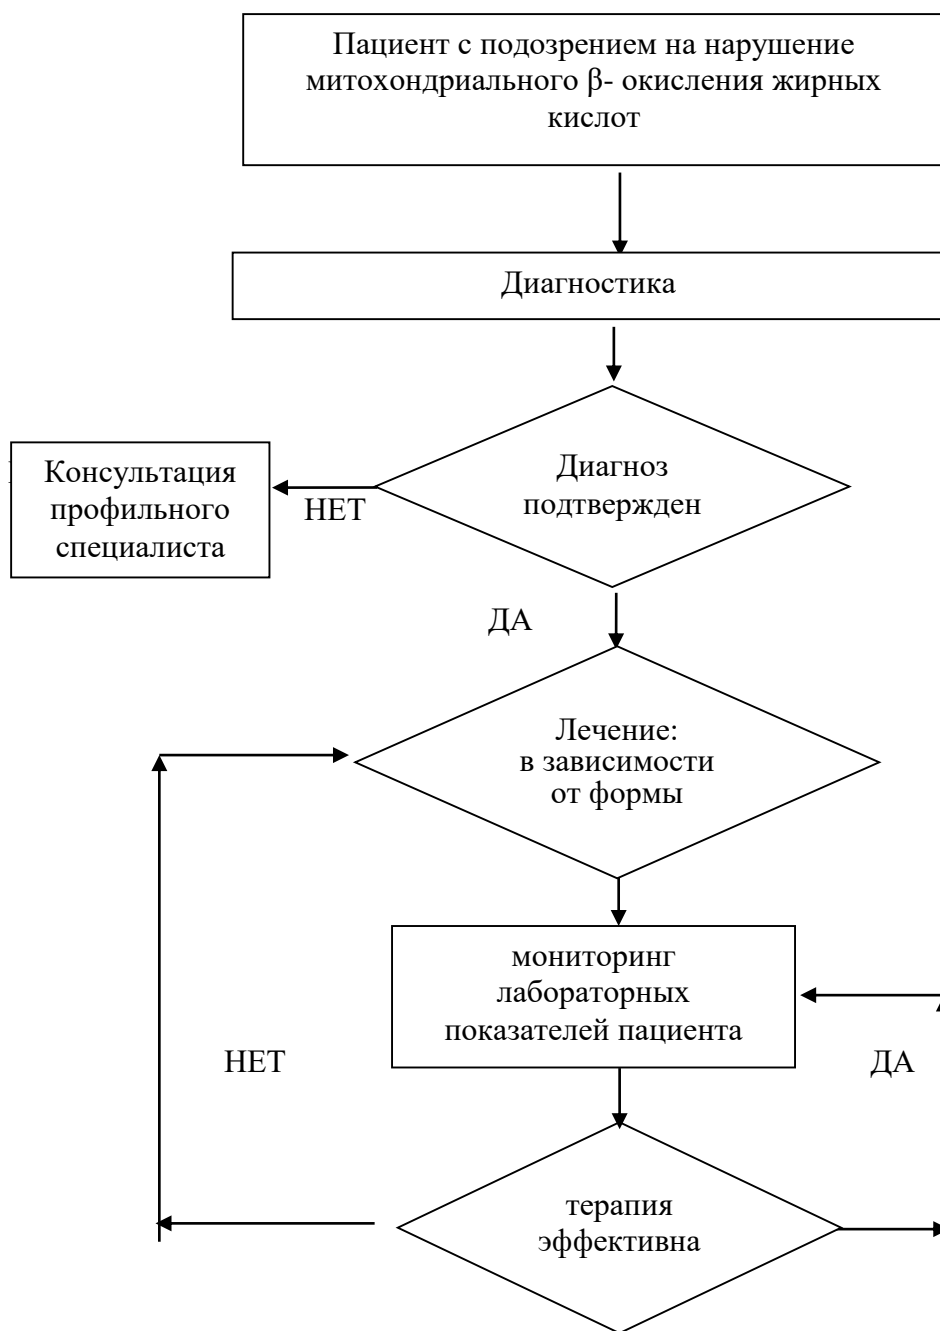 Пациент с подозрением на нарушение
митохондриального β- окисления жирных
кислот
Диагностика
Диагноз
подтвержден
Консультация
профильного
специалиста
НЕТ
ДА
Лечение:
в зависимости
от формы
мониторинг
лабораторных
показателей пациента
НЕТ
ДА
терапия
эффективна